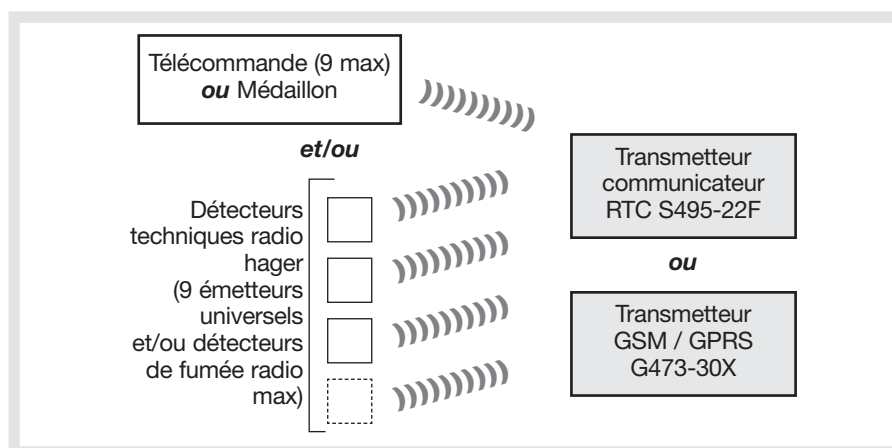 Télécommande (9 max)
ou Médaillon
et/ou
Détecteurs
techniques radio
hager
(9 émetteurs
universels
et/ou détecteurs
de fumée radio
max)
Transmetteur
communicateur
RTC S495-22F
ou
Transmetteur
GSM / GPRS
G473-30X